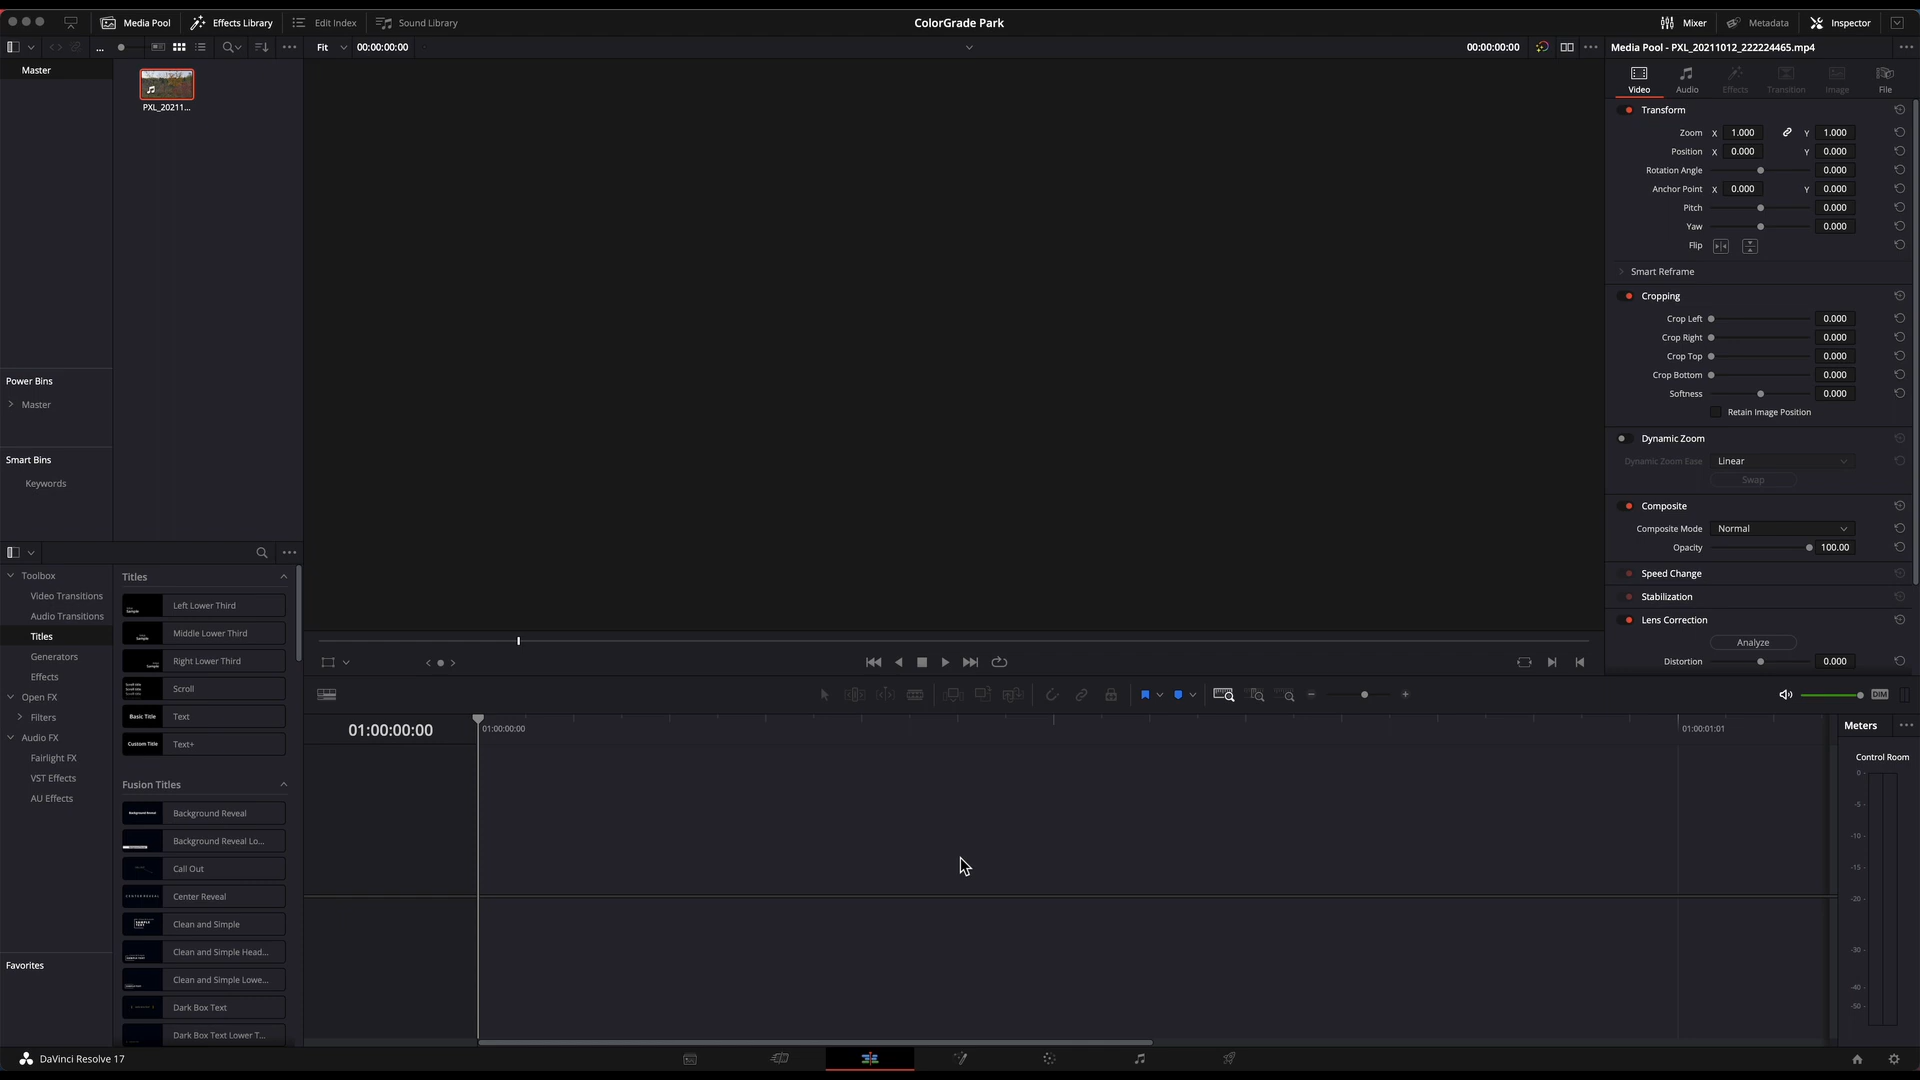 Media Pool
Effects Library
Edit Index
Sound Library
ColorGrade Park
Mixer
Metadata
Inspector
Fit
00:00:00:00
00:00:00:00
Media Pool - PXL_20211012_222224465.mp4
Master
PXL_20211...
Power Bins
Master
Smart Bins
Keywords
Video
Audio
Effects
Transition
Image
File
Transform
Zoom X 1.000 Y 1.000
Position X 0.000 Y 0.000
Rotation Angle 0.000
Anchor Point X 0.000 Y 0.000
Pitch 0.000
Yaw 0.000
Flip
Smart Reframe
Cropping
Crop Left 0.000
Crop Right 0.000
Crop Top 0.000
Crop Bottom 0.000
Softness 0.000
Retain Image Position
Dynamic Zoom
Dynamic Zoom Ease Linear
Swap
Composite
Composite Mode Normal
Opacity 100.00
Speed Change
Stabilization
Lens Correction
Analyze
Distortion 0.000
Toolbox
Video Transitions
Audio Transitions
Titles
Generators
Effects
Open FX
Filters
Audio FX
Fairlight FX
VST Effects
AU Effects
Favorites
Titles
Left Lower Third
Middle Lower Third
Right Lower Third
Scroll
Basic Title Text
Custom Title Text+
Fusion Titles
Background Reveal
Background Reveal Lo...
Call Out
Center Reveal
Clean and Simple
Clean and Simple Head...
Clean and Simple Lowe...
Dark Box Text
Dark Box Text Lower T...
DIM
01:00:00:00
01:00:00:00
01:00:01:01
Meters
Control Room
0
-5
-10
-15
-20
-30
-40
-50
DaVinci Resolve 17